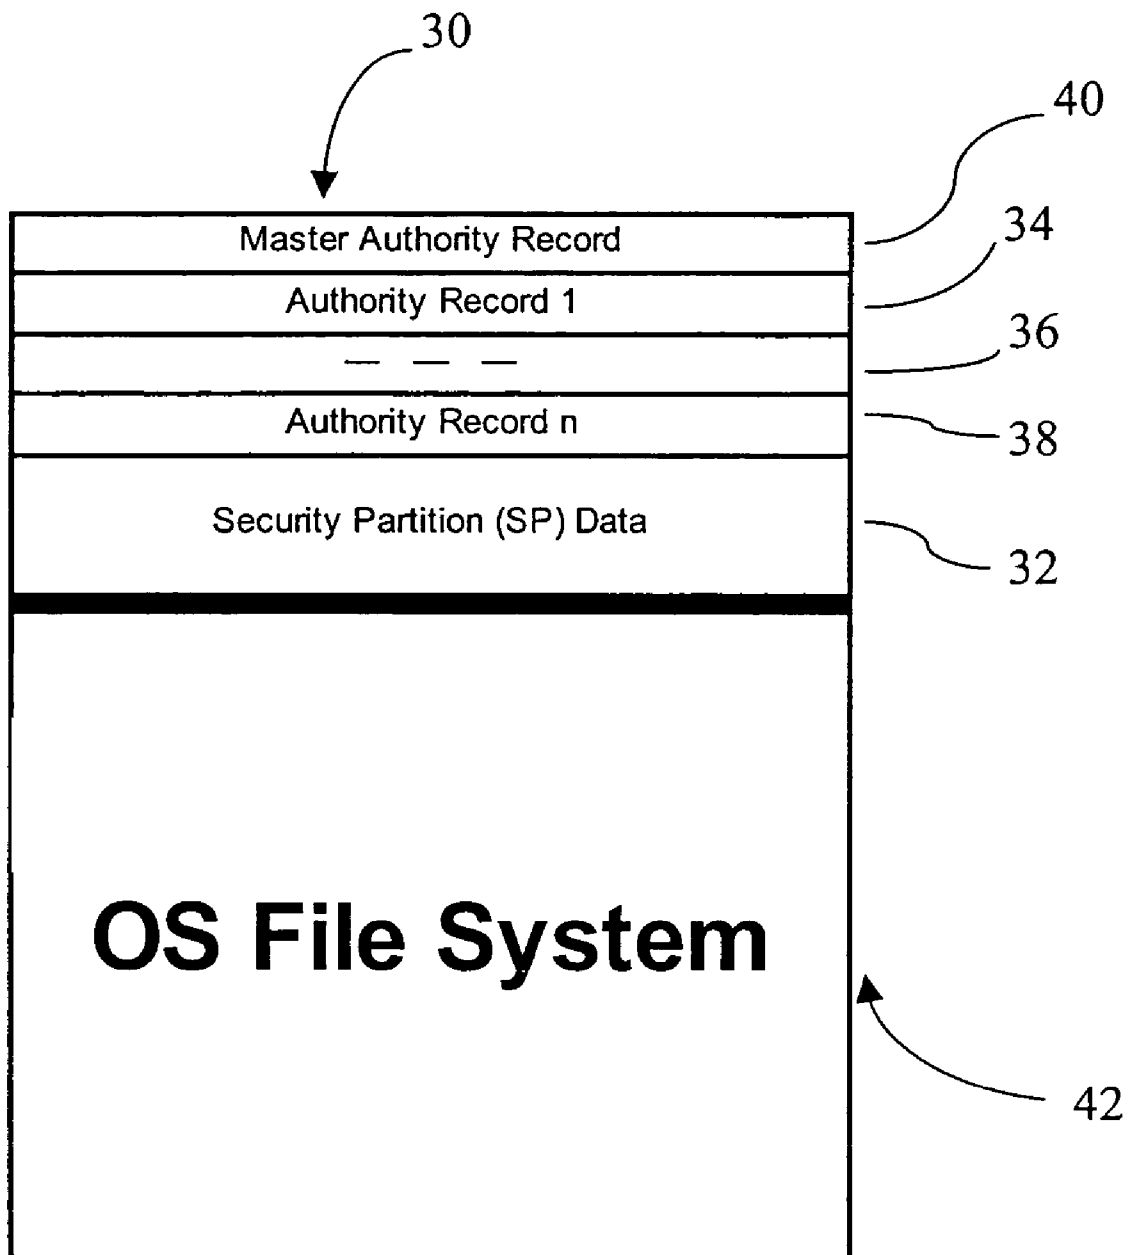 30
40
Master Authority Record
34
Authority Record 1
36
— — —
Authority Record n
38
Security Partition (SP) Data
32
OS File System
42